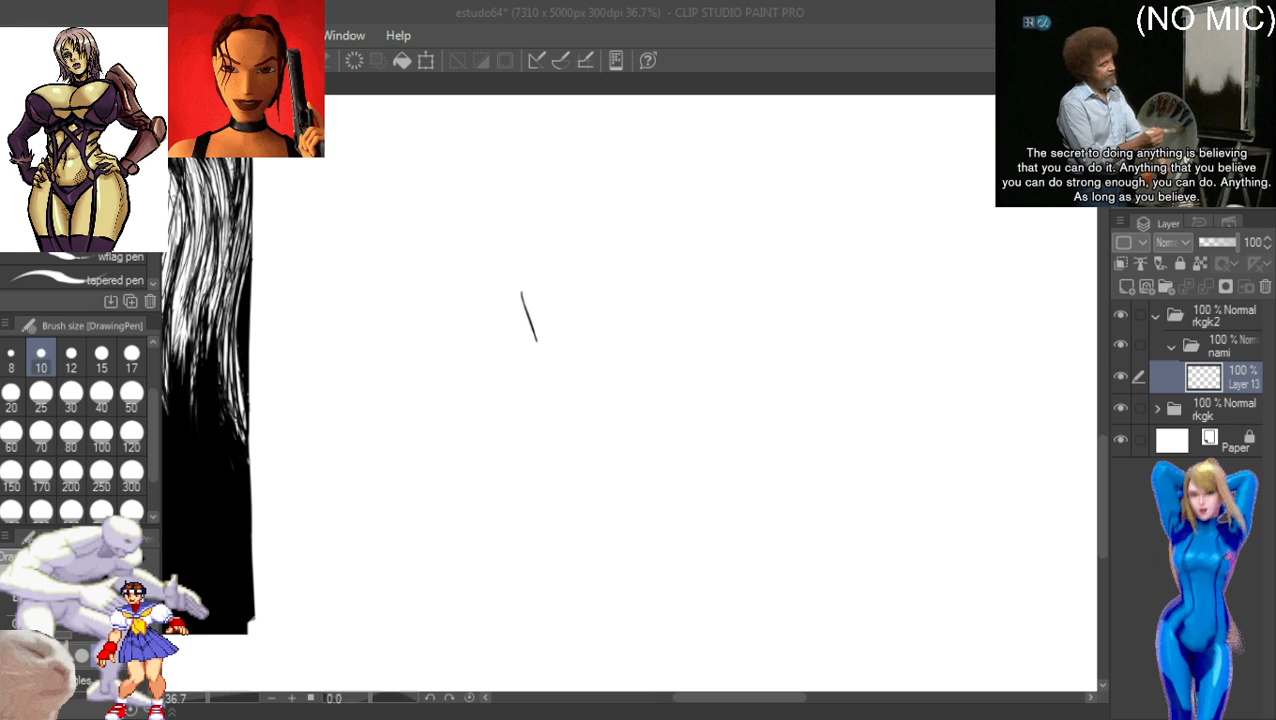 estudo64* (7310 x 5000px 300dpi 36.7%) - CLIP STUDIO PAINT PRO
(NO MIC)
Window Help
The secret to doing anything is believing
that you can do it. Anything that you believe
you can do strong enough, you can do. Anything.
As long as you believe.
Layer
100
wflag pen
tapered pen
Brush size [DrawingPen]
8 10 12 15 17
20 25 30 40 50
60 70 80 100 120
150 170 200 250 300
100 % Normal
rkgk2
100 % Norm
nami
100 %
Layer 13
100 % Normal
rkgk
Paper
36.7
0.0